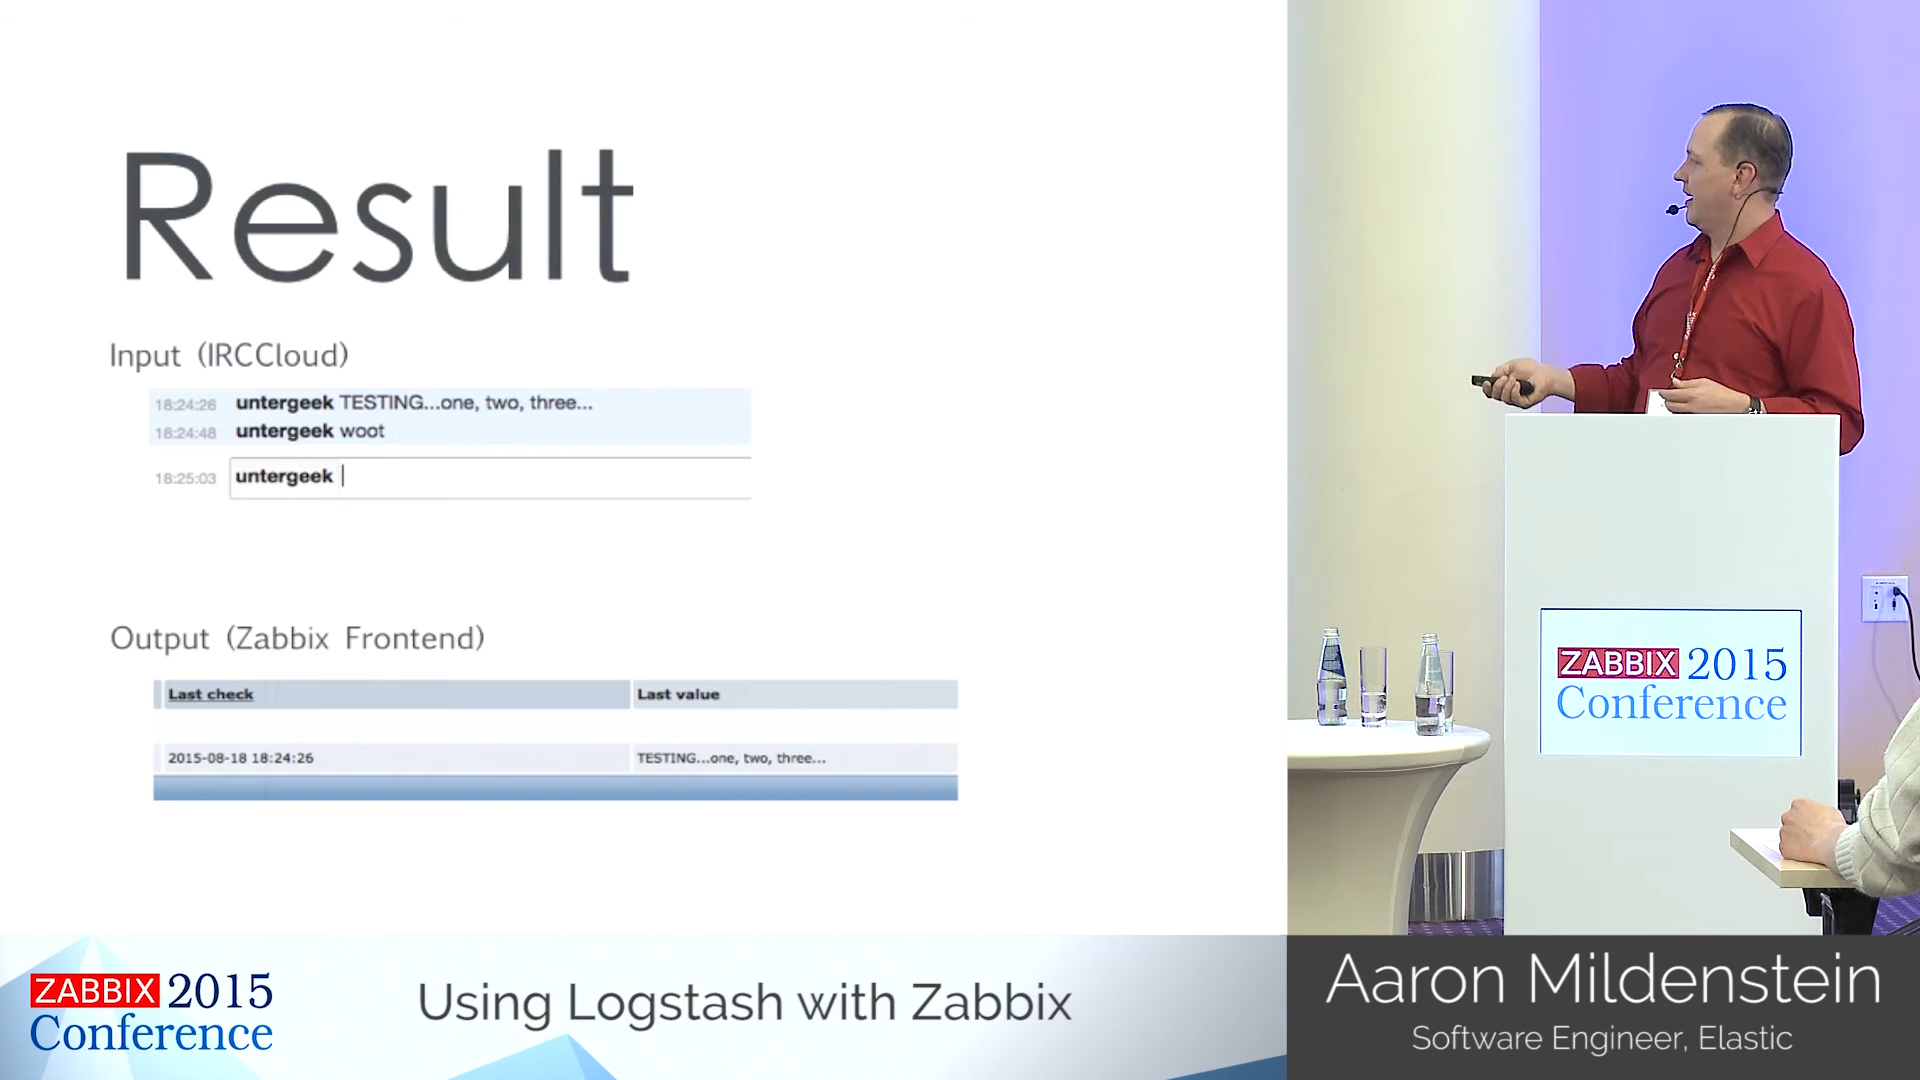 Result
Input (IRCCloud)
18:24:26 untergeek TESTING...one, two, three...
18:24:48 untergeek woot
18:25:03 untergeek
Output (Zabbix Frontend)
Last check Last value
2015-08-18 18:24:26 TESTING...one, two, three...
ZABBIX 2015
Conference
ZABBIX 2015
Conference
Using Logstash with Zabbix
Aaron Mildenstein
Software Engineer, Elastic